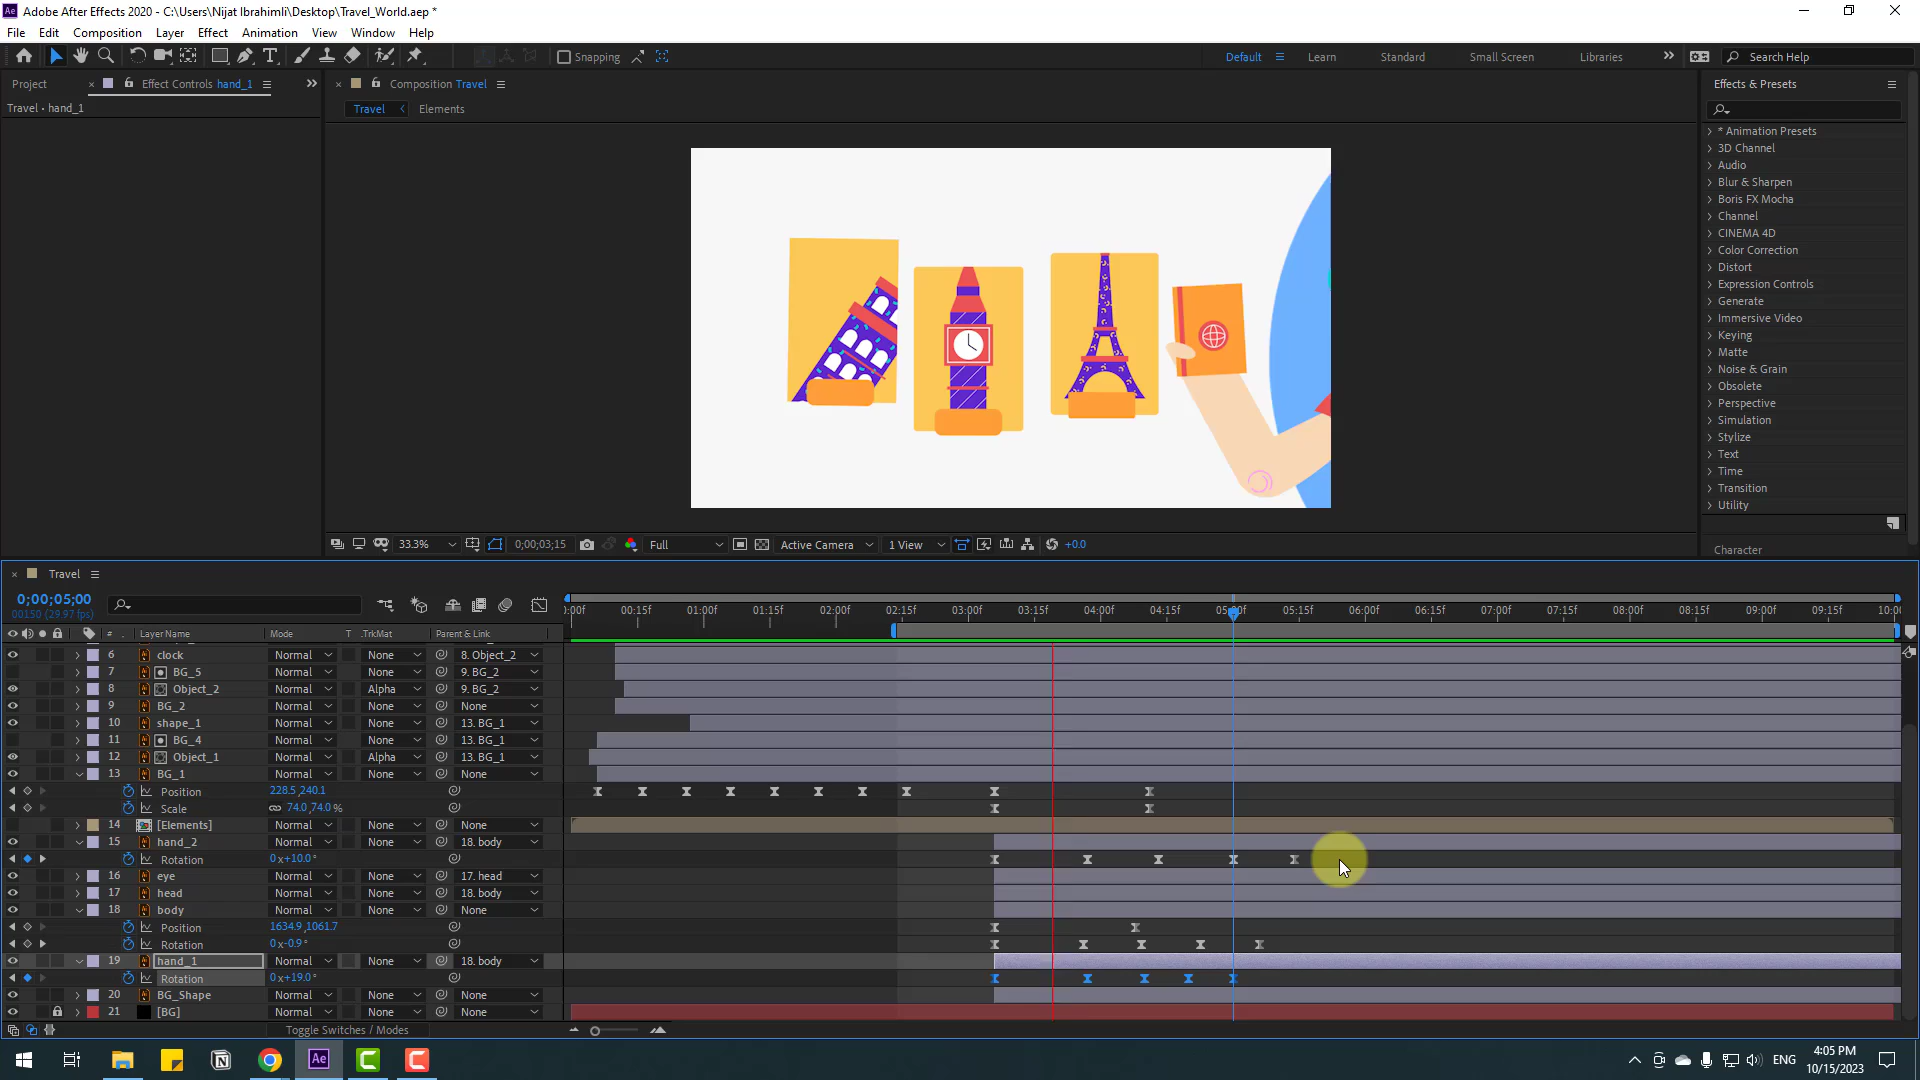 Adobe After Effects 2020 - C:\Users\Nijat Ibrahimli\Desktop\Travel_World.aep *
File Edit Composition Layer Effect Animation View Window Help
Snapping
Default Learn Standard Small Screen Libraries Search Help
Project Effect Controls hand_1
Travel • hand_1
Composition Travel
Travel Elements
33.3% 0;00;03;15 Full Active Camera 1 View +0.0
Effects & Presets
* Animation Presets
3D Channel
Audio
Blur & Sharpen
Boris FX Mocha
Channel
CINEMA 4D
Color Correction
Distort
Expression Controls
Generate
Immersive Video
Keying
Matte
Noise & Grain
Obsolete
Perspective
Simulation
Stylize
Text
Time
Transition
Utility
Character
Travel
0;00;05;00
00150 (29.97 fps)
:00f 00:15f 01:00f 01:15f 02:00f 02:15f 03:00f 03:15f 04:00f 04:15f 05:00f 05:15f 06:00f 06:15f 07:00f 07:15f 08:00f 08:15f 09:00f 09:15f 10:00
# Layer Name Mode T .TrkMat Parent & Link
6 clock Normal None 8. Object_2
7 BG_5 Normal None 9. BG_2
8 Object_2 Normal Alpha 9. BG_2
9 BG_2 Normal None None
10 shape_1 Normal None 13. BG_1
11 BG_4 Normal None 13. BG_1
12 Object_1 Normal Alpha 13. BG_1
13 BG_1 Normal None None
Position 228.5,240.1
Scale 74.0,74.0 %
14 [Elements] Normal None None
15 hand_2 Normal None 18. body
Rotation 0x+10.0°
16 eye Normal None 17. head
17 head Normal None 18. body
18 body Normal None None
Position 1634.9,1061.7
Rotation 0x-0.9°
19 hand_1 Normal None 18. body
Rotation 0x+19.0°
20 BG_Shape Normal None None
21 [BG] Normal None None
Toggle Switches / Modes
Ae ENG 4:05 PM
10/15/2023